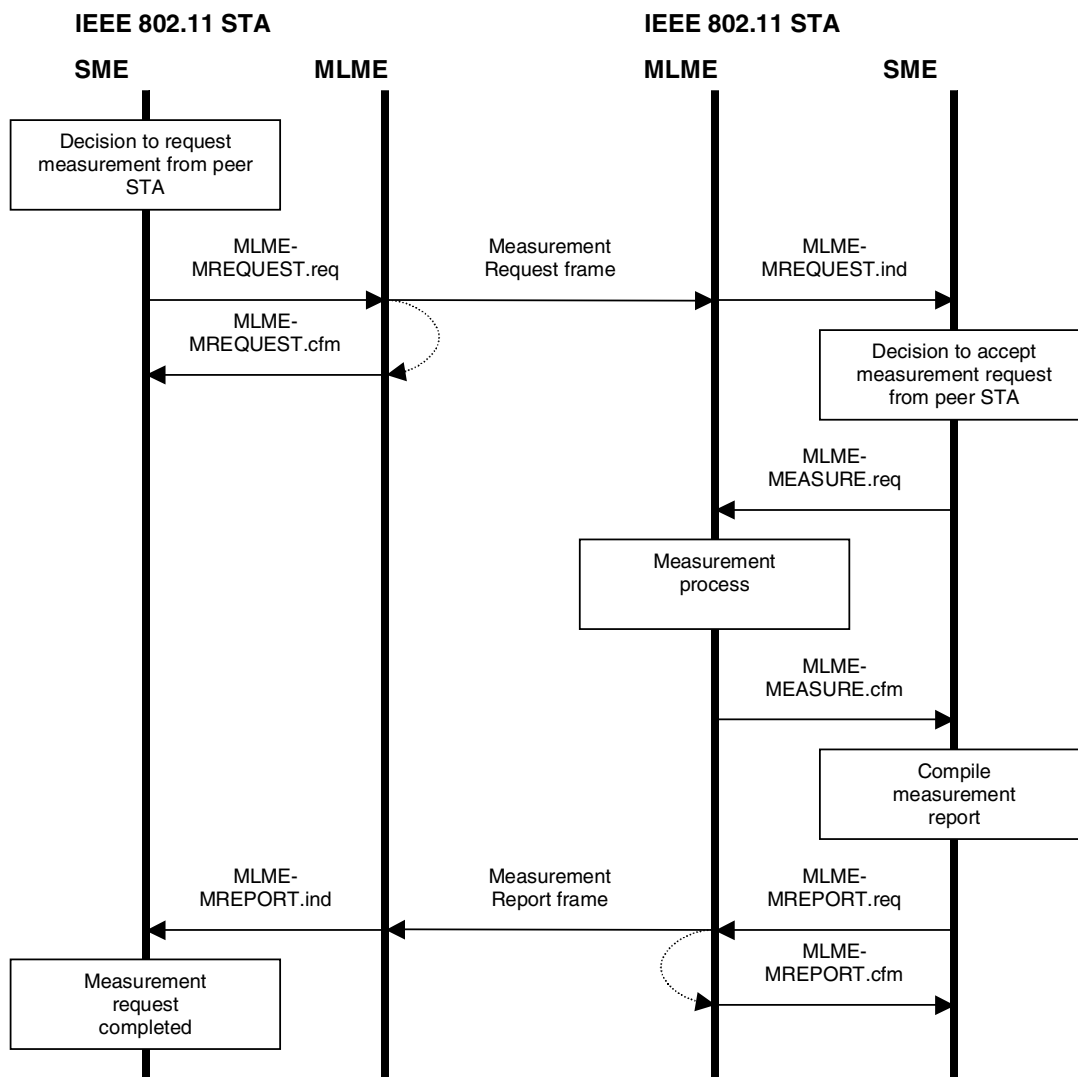 IEEE 802.11 STA
IEEE 802.11 STA
SME
MLME
MLME
SME
Decision to request
measurement from peer
STA
MLME-
MREQUEST.req
Measurement
Request frame
MLME-
MREQUEST.ind
MLME-
MREQUEST.cfm
Decision to accept
measurement request
from peer STA
MLME-
MEASURE.req
Measurement
process
MLME-
MEASURE.cfm
Compile
measurement
report
MLME-
MREPORT.ind
Measurement
Report frame
MLME-
MREPORT.req
MLME-
MREPORT.cfm
Measurement
request
completed